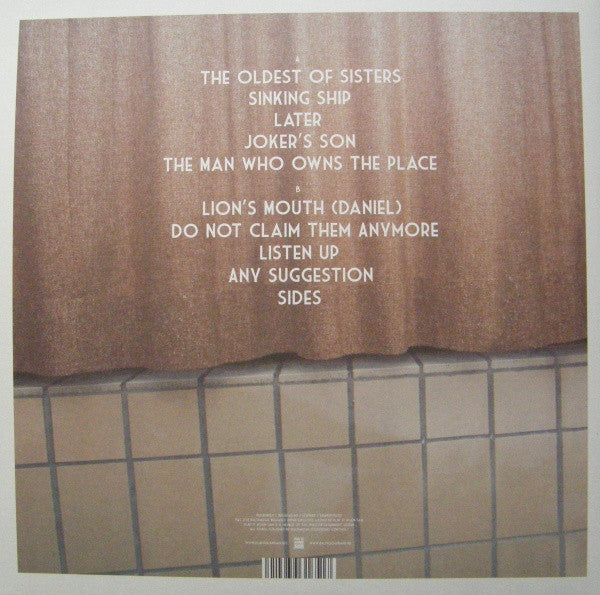 A
THE OLDEST OF SISTERS
SINKING SHIP
LATER
JOKER'S SON
THE MAN WHO OWNS THE PLACE
B
LION'S MOUTH (DANIEL)
DO NOT CLAIM THEM ANYMORE
LISTEN UP
ANY SUGGESTION
SIDES